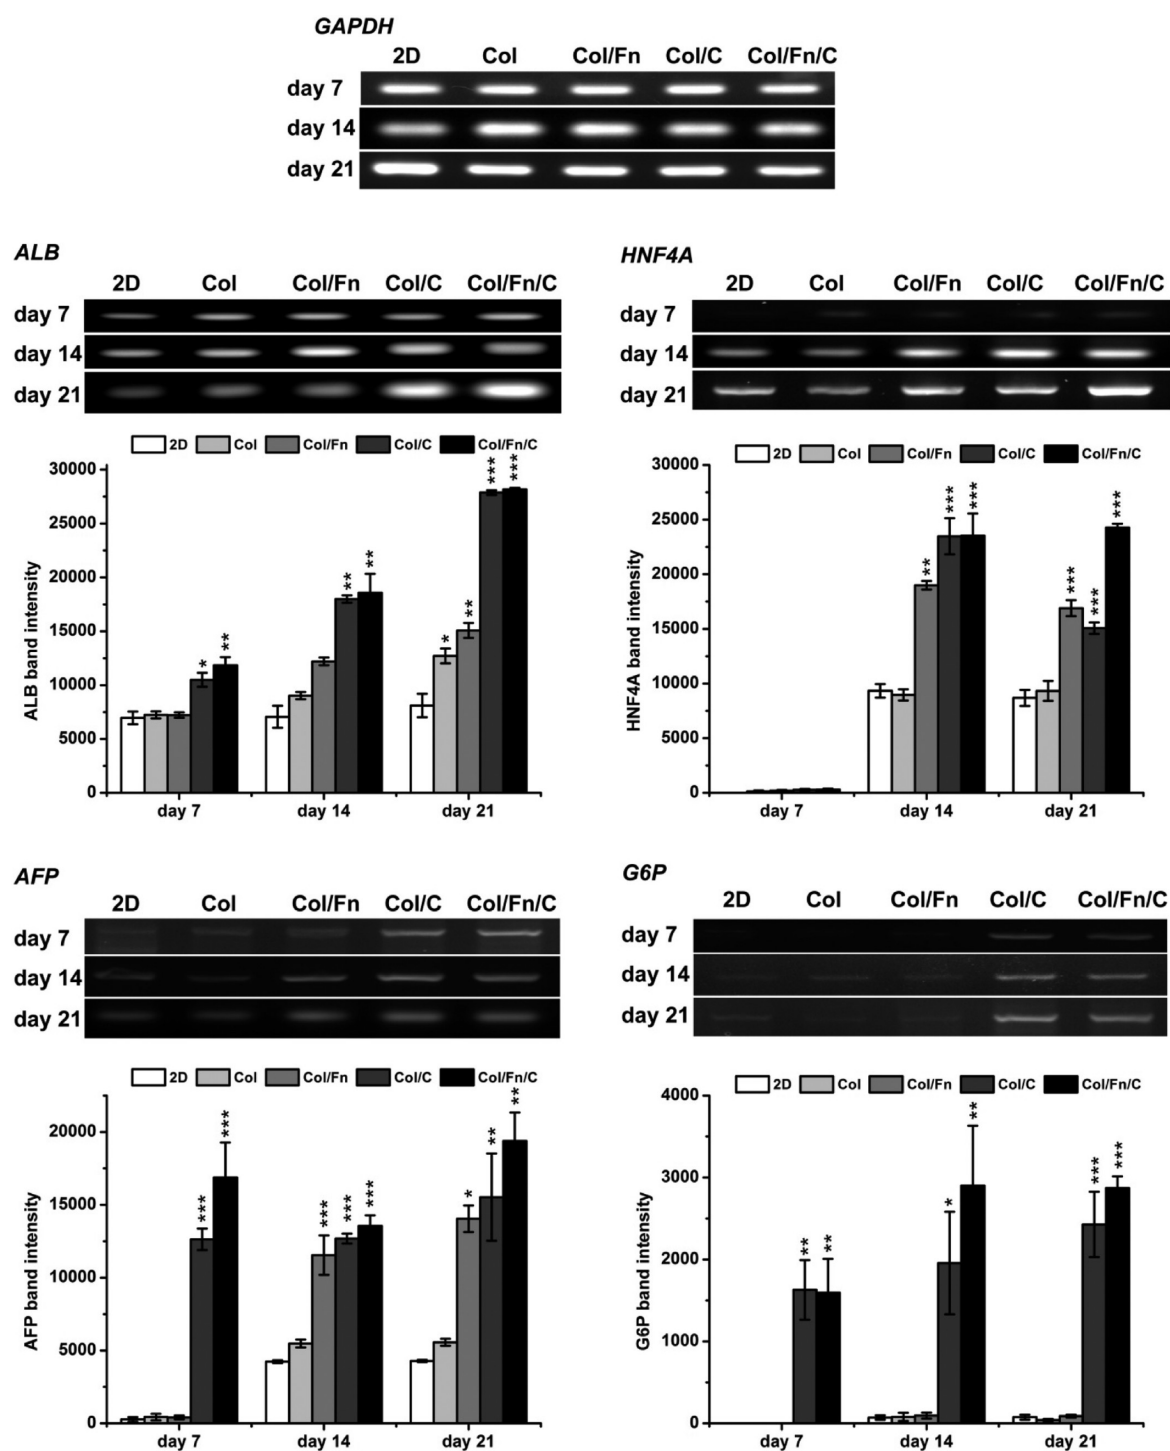 GAPDH
2D Col Col/Fn Col/C Col/Fn/C
day 7
day 14
day 21
ALB
2D Col Col/Fn Col/C Col/Fn/C
day 7
day 14
day 21
2D Col Col/Fn Col/C Col/Fn/C
ALB band intensity
30000
25000
20000
15000
10000
5000
0
* ** ** ** * ** *** ***
day 7 day 14 day 21
HNF4A
2D Col Col/Fn Col/C Col/Fn/C
day 7
day 14
day 21
2D Col Col/Fn Col/C Col/Fn/C
HNF4A band intensity
30000
25000
20000
15000
10000
5000
0
** *** *** *** *** ***
day 7 day 14 day 21
AFP
2D Col Col/Fn Col/C Col/Fn/C
day 7
day 14
day 21
2D Col Col/Fn Col/C Col/Fn/C
AFP band intensity
20000
15000
10000
5000
0
*** *** *** *** *** * ** **
day 7 day 14 day 21
G6P
2D Col Col/Fn Col/C Col/Fn/C
day 7
day 14
day 21
2D Col Col/Fn Col/C Col/Fn/C
G6P band intensity
4000
3000
2000
1000
0
** ** * ** *** ***
day 7 day 14 day 21